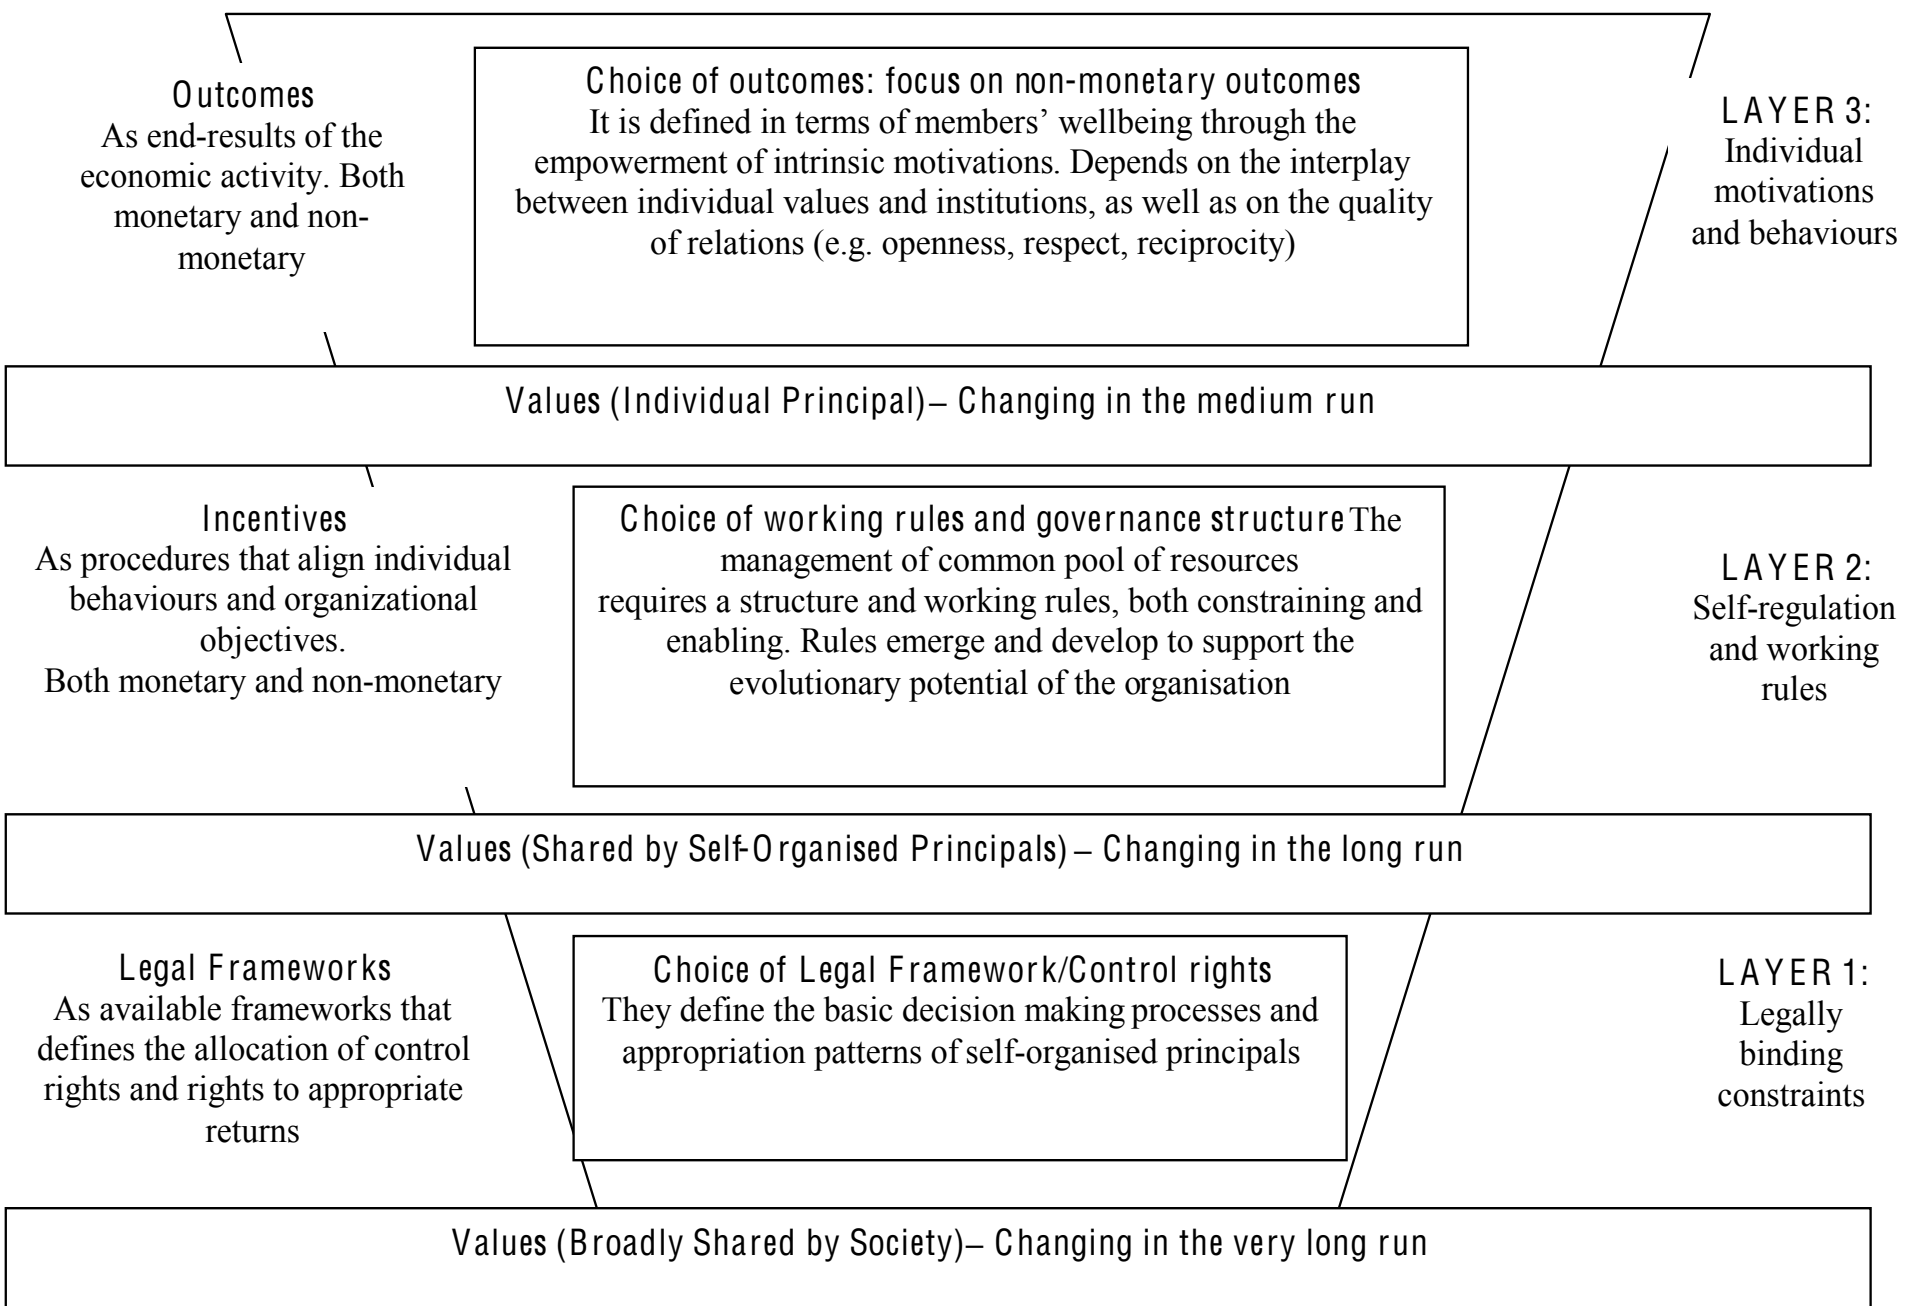 Outcomes
As end-results of the
economic activity. Both
monetary and non-
monetary
Choice of outcomes: focus on non-monetary outcomes
It is defined in terms of members’ wellbeing through the
empowerment of intrinsic motivations. Depends on the interplay
between individual values and institutions, as well as on the quality
of relations (e.g. openness, respect, reciprocity)
LAYER 3:
Individual
motivations
and behaviours
Values (Individual Principal) – Changing in the medium run
Incentives
As procedures that align individual
behaviours and organizational
objectives.
Both monetary and non-monetary
Choice of working rules and governance structure The
management of common pool of resources
requires a structure and working rules, both constraining and
enabling. Rules emerge and develop to support the
evolutionary potential of the organisation
LAYER 2:
Self-regulation
and working
rules
Values (Shared by Self-Organised Principals) – Changing in the long run
Legal Frameworks
As available frameworks that
defines the allocation of control
rights and rights to appropriate
returns
Choice of Legal Framework/Control rights
They define the basic decision making processes and
appropriation patterns of self-organised principals
LAYER 1:
Legally
binding
constraints
Values (Broadly Shared by Society) – Changing in the very long run